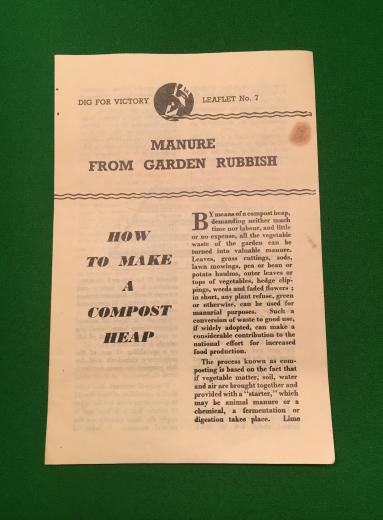 DIG FOR VICTORY LEAFLET No. 7
MANURE
FROM GARDEN RUBBISH
HOW
TO MAKE
A
COMPOST
HEAP
BY means of a compost heap,
demanding neither much
time nor labour, and little
or no expense, all the vegetable
waste of the garden can be
turned into valuable manure.
Leaves, grass cuttings, sods,
lawn mowings, pea or bean or
potato haulms, outer leaves or
tops of vegetables, hedge clip-
pings, weeds and faded flowers ;
in short, any plant refuse, green
or otherwise, can be used for
manurial purposes. Such a
conversion of waste to good use,
if widely adopted, can make a
considerable contribution to the
national effort for increased
food production.
The process known as com-
posting is based on the fact that
if vegetable matter, soil, water
and air are brought together and
provided with a "starter," which
may be animal manure or a
chemical, a fermentation or
digestion takes place. Lime